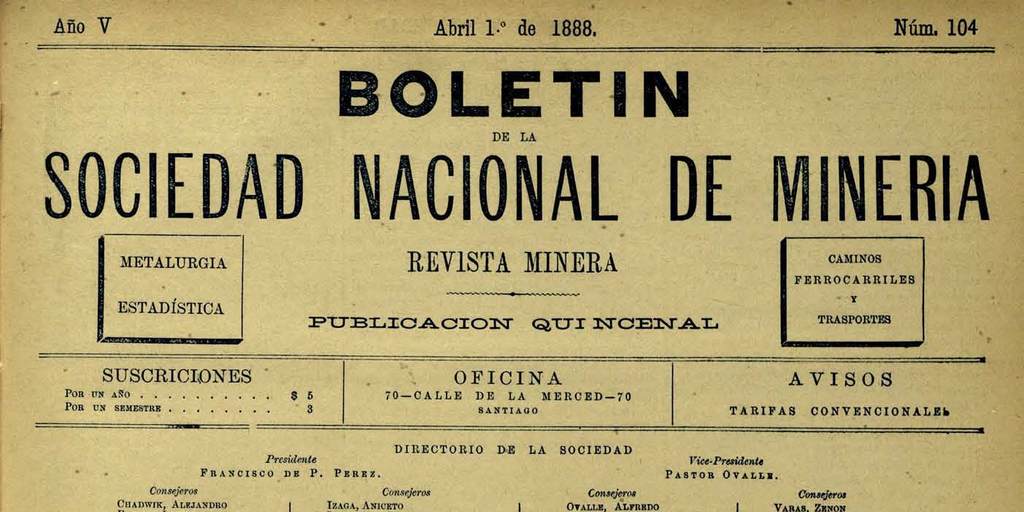 Año V Abril 1.º de 1888. Núm. 104
BOLETIN
DE LA
SOCIEDAD NACIONAL DE MINERIA
METALURGIA
ESTADÍSTICA
REVISTA MINERA
PUBLICACION QUINCENAL
CAMINOS
FERROCARRILES
Y
TRASPORTES
SUSCRICIONES
POR UN AÑO . . . . . . . . . . . $ 5
POR UN SEMESTRE . . . . . . . . 3
OFICINA
70—CALLE DE LA MERCED—70
SANTIAGO
AVISOS
TARIFAS CONVENCIONALES
DIRECTORIO DE LA SOCIEDAD
Presidente
FRANCISCO DE P. PEREZ.
Vice-Presidente
PASTOR OVALLE.
Consejeros Consejeros Consejeros Consejeros
CHADWIK, ALEJANDRO IZAGA, ANICETO OVALLE, ALFREDO VARAS, ZENON